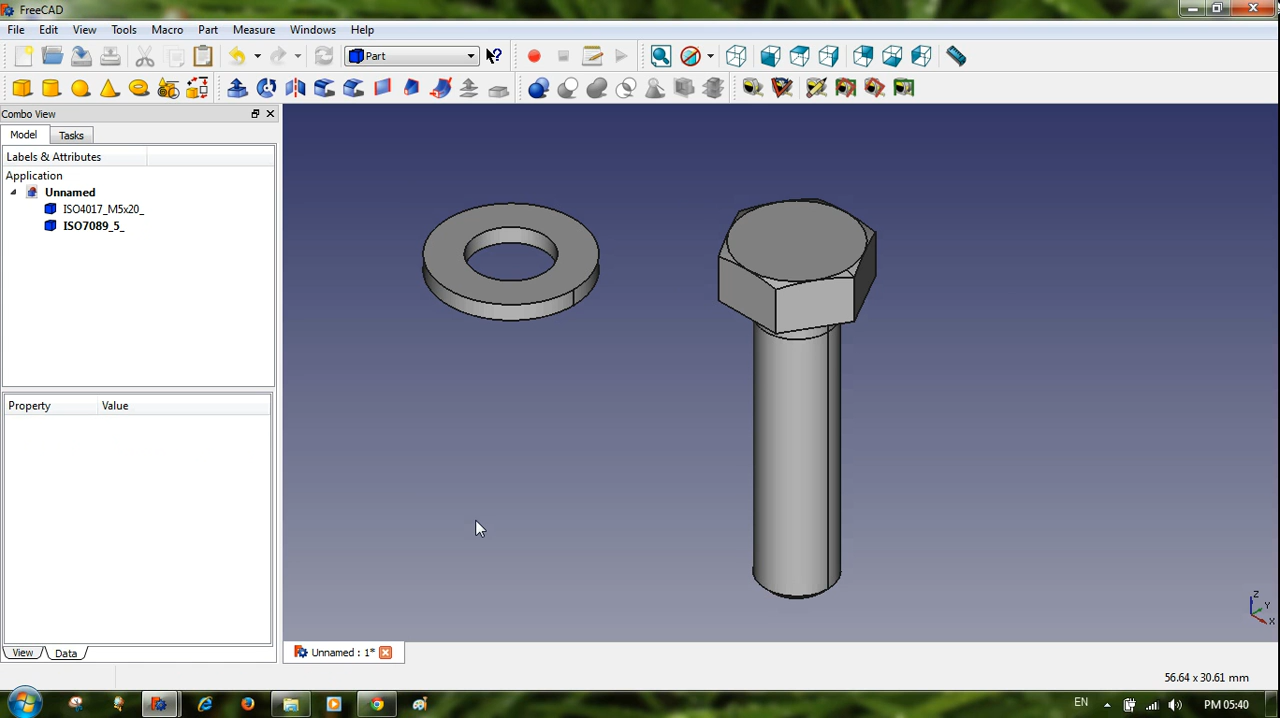 FreeCAD
File Edit View Tools Macro Part Measure Windows Help
Part
Combo View
Model Tasks
Labels & Attributes
Application
Unnamed
ISO4017_M5x20_
ISO7089_5_
Property Value
View Data
Unnamed : 1*
Z
Y
X
56.64 x 30.61 mm
EN PM 05:40